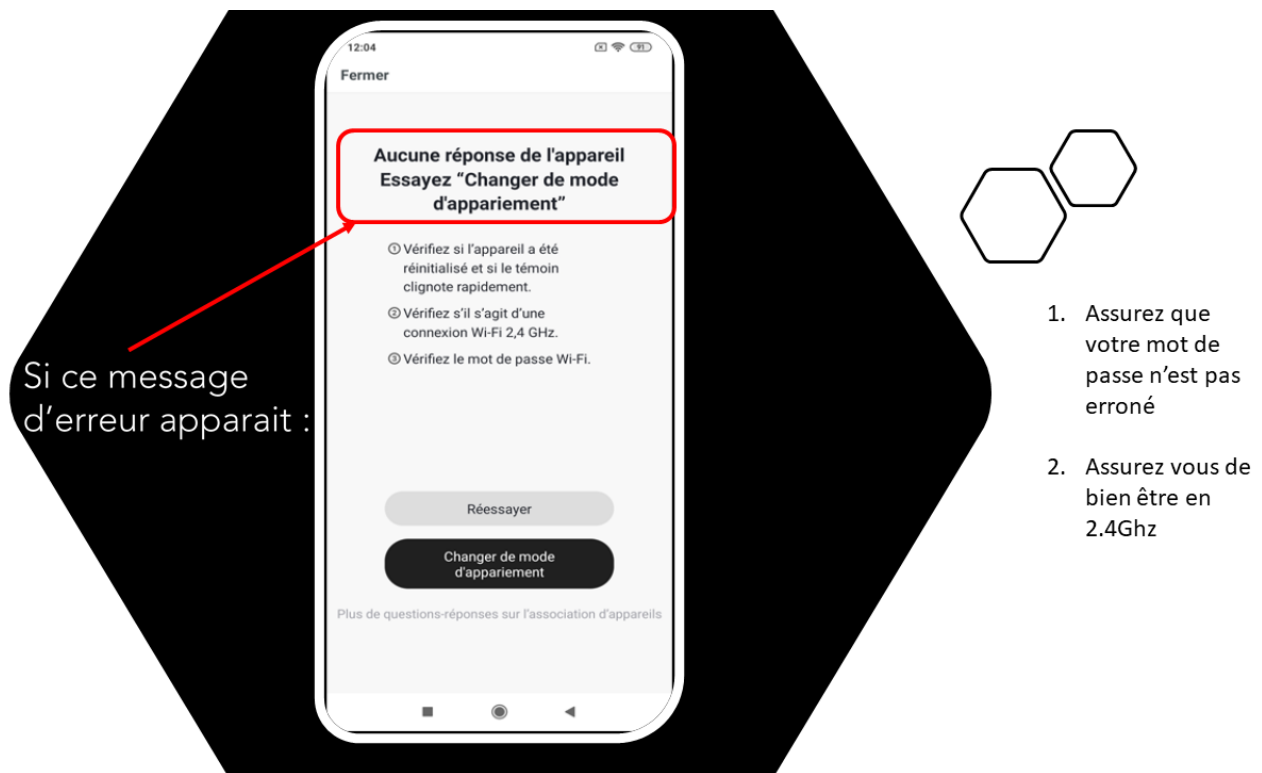 12:04
91
Fermer
Aucune réponse de l'appareil
Essayez “Changer de mode
d'appariement”
① Vérifiez si l'appareil a été
réinitialisé et si le témoin
clignote rapidement.
② Vérifiez s'il s’agit d’une
connexion Wi-Fi 2,4 GHz.
③ Vérifiez le mot de passe Wi-Fi.
Si ce message
d’erreur apparait :
Réessayer
Changer de mode
d'appariement
Plus de questions-réponses sur l'association d'appareils
1. Assurez que
votre mot de
passe n’est pas
erroné
2. Assurez vous de
bien être en
2.4Ghz